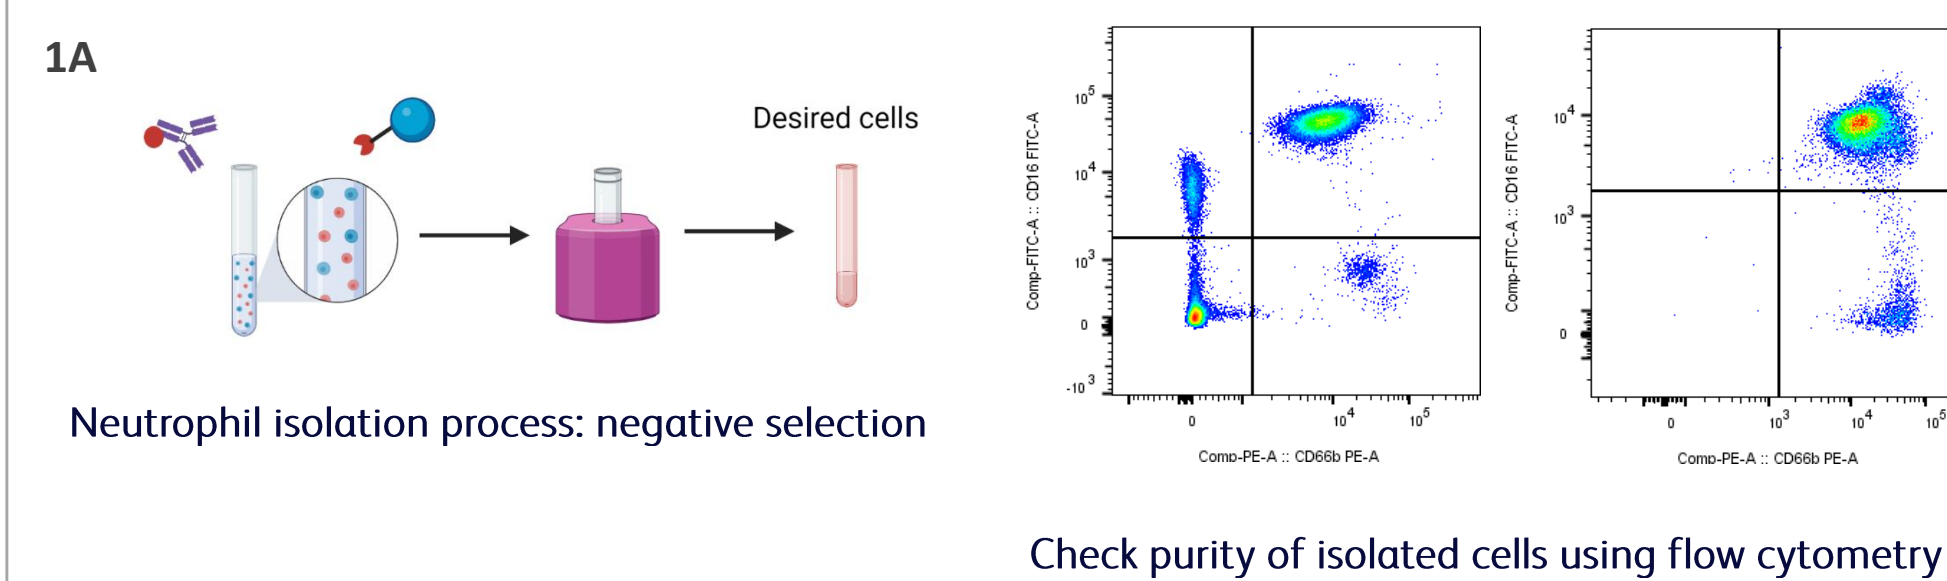 1A
Desired cells
Neutrophil isolation process: negative selection
Comp-FITC-A :: CD16 FITC-A
10^5
10^4
10^3
0
-10^3
0
10^4
10^5
Comp-PE-A :: CD66b PE-A
Comp-FITC-A :: CD16 FITC-A
10^4
10^3
0
0
10^3
10^4
10^5
Comp-PE-A :: CD66b PE-A
Check purity of isolated cells using flow cytometry